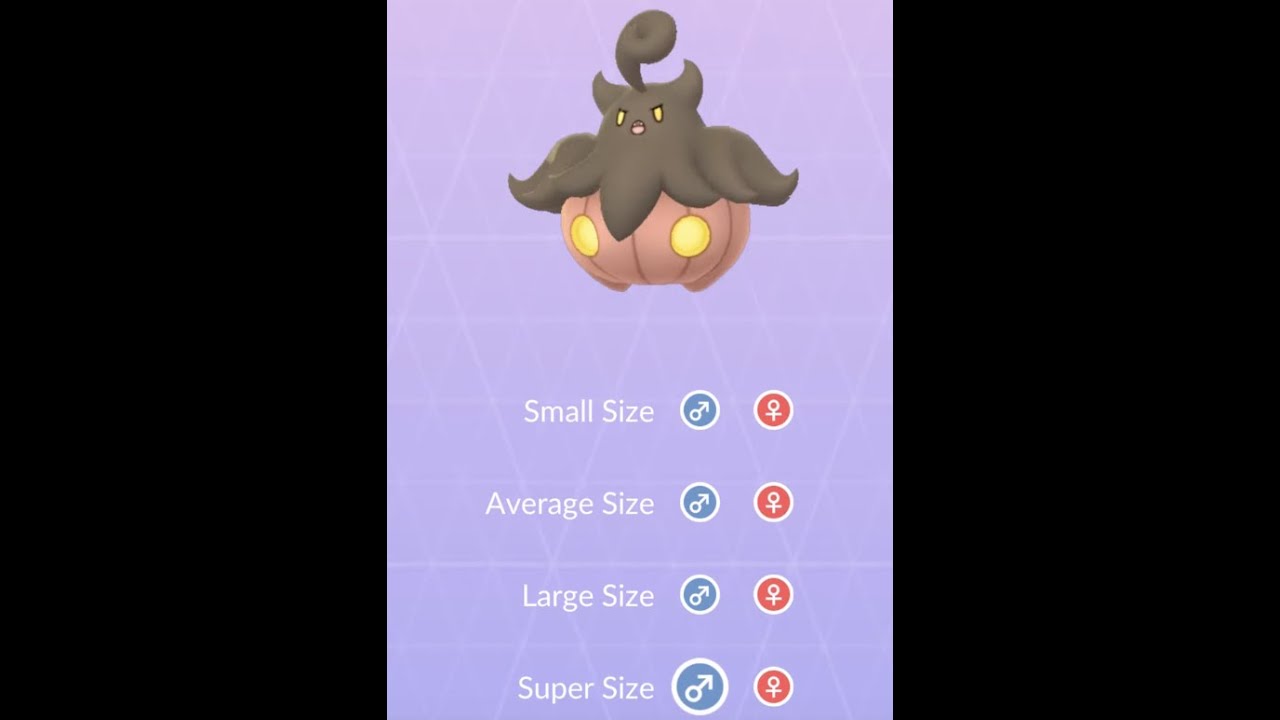 Small Size ♂ ♀
Average Size ♂ ♀
Large Size ♂ ♀
Super Size ♂ ♀